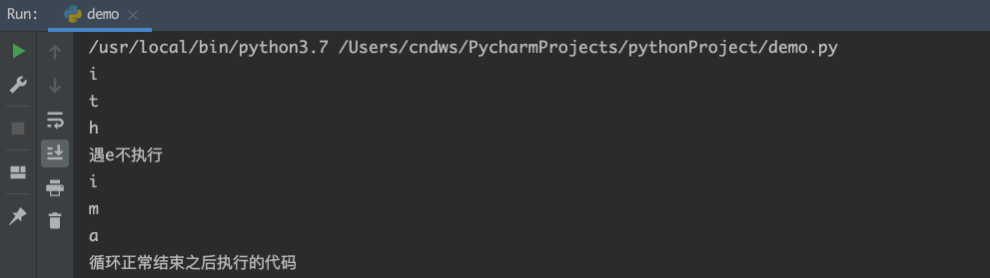 Run: demo
/usr/local/bin/python3.7 /Users/cndws/PycharmProjects/pythonProject/demo.py
i
t
h
遇e不执行
i
m
a
循环正常结束之后执行的代码